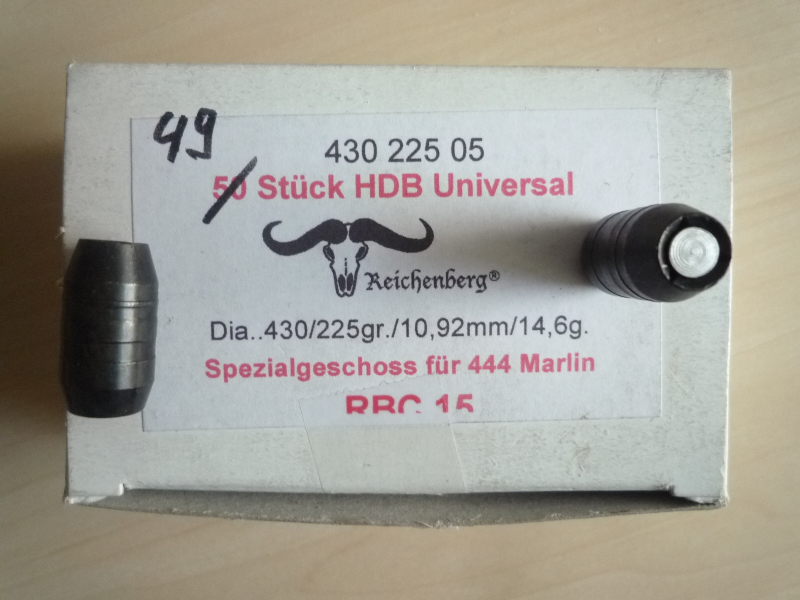 49
430 225 05
50 Stück HDB Universal
Reichenberg®
Dia..430/225gr./10,92mm/14,6g.
Spezialgeschoss für 444 Marlin
RBC 15